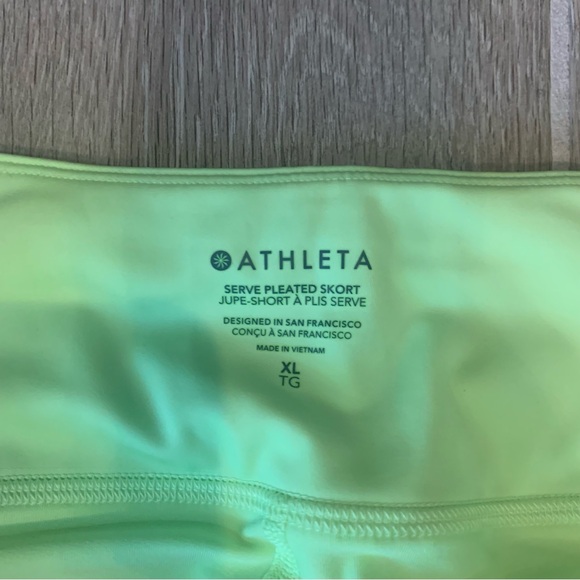 ATHLETA
SERVE PLEATED SKORT
JUPE-SHORT À PLIS SERVE
DESIGNED IN SAN FRANCISCO
CONÇU À SAN FRANCISCO
MADE IN VIETNAM
XL
TG